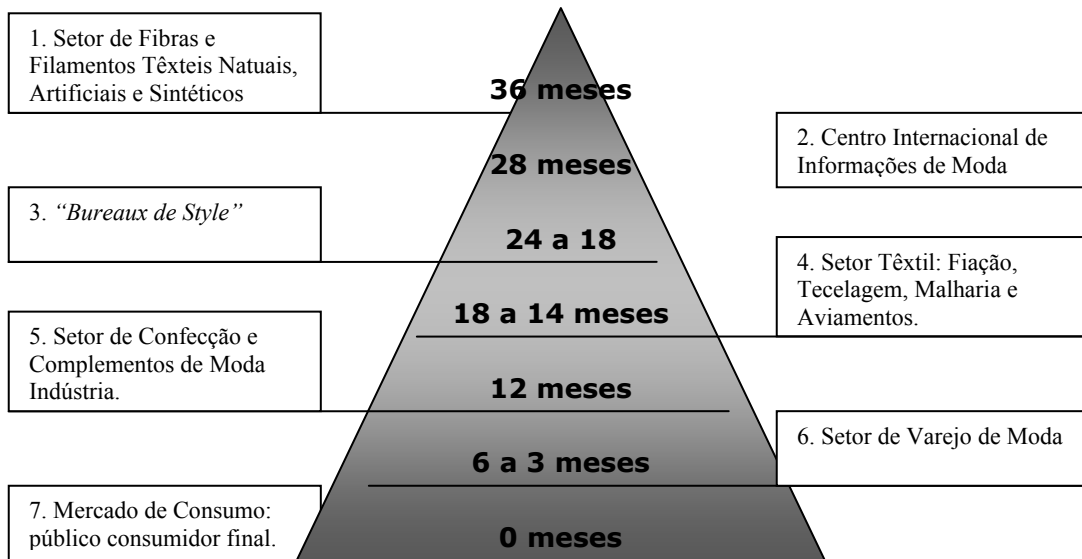 1. Setor de Fibras e
Filamentos Têxteis Natuais,
Artificiais e Sintéticos
36 meses
2. Centro Internacional de
Informações de Moda
28 meses
3. “Bureaux de Style”
24 a 18
4. Setor Têxtil: Fiação,
Tecelagem, Malharia e
Aviamentos.
18 a 14 meses
5. Setor de Confecção e
Complementos de Moda
Indústria.
12 meses
6. Setor de Varejo de Moda
6 a 3 meses
7. Mercado de Consumo:
público consumidor final.
0 meses